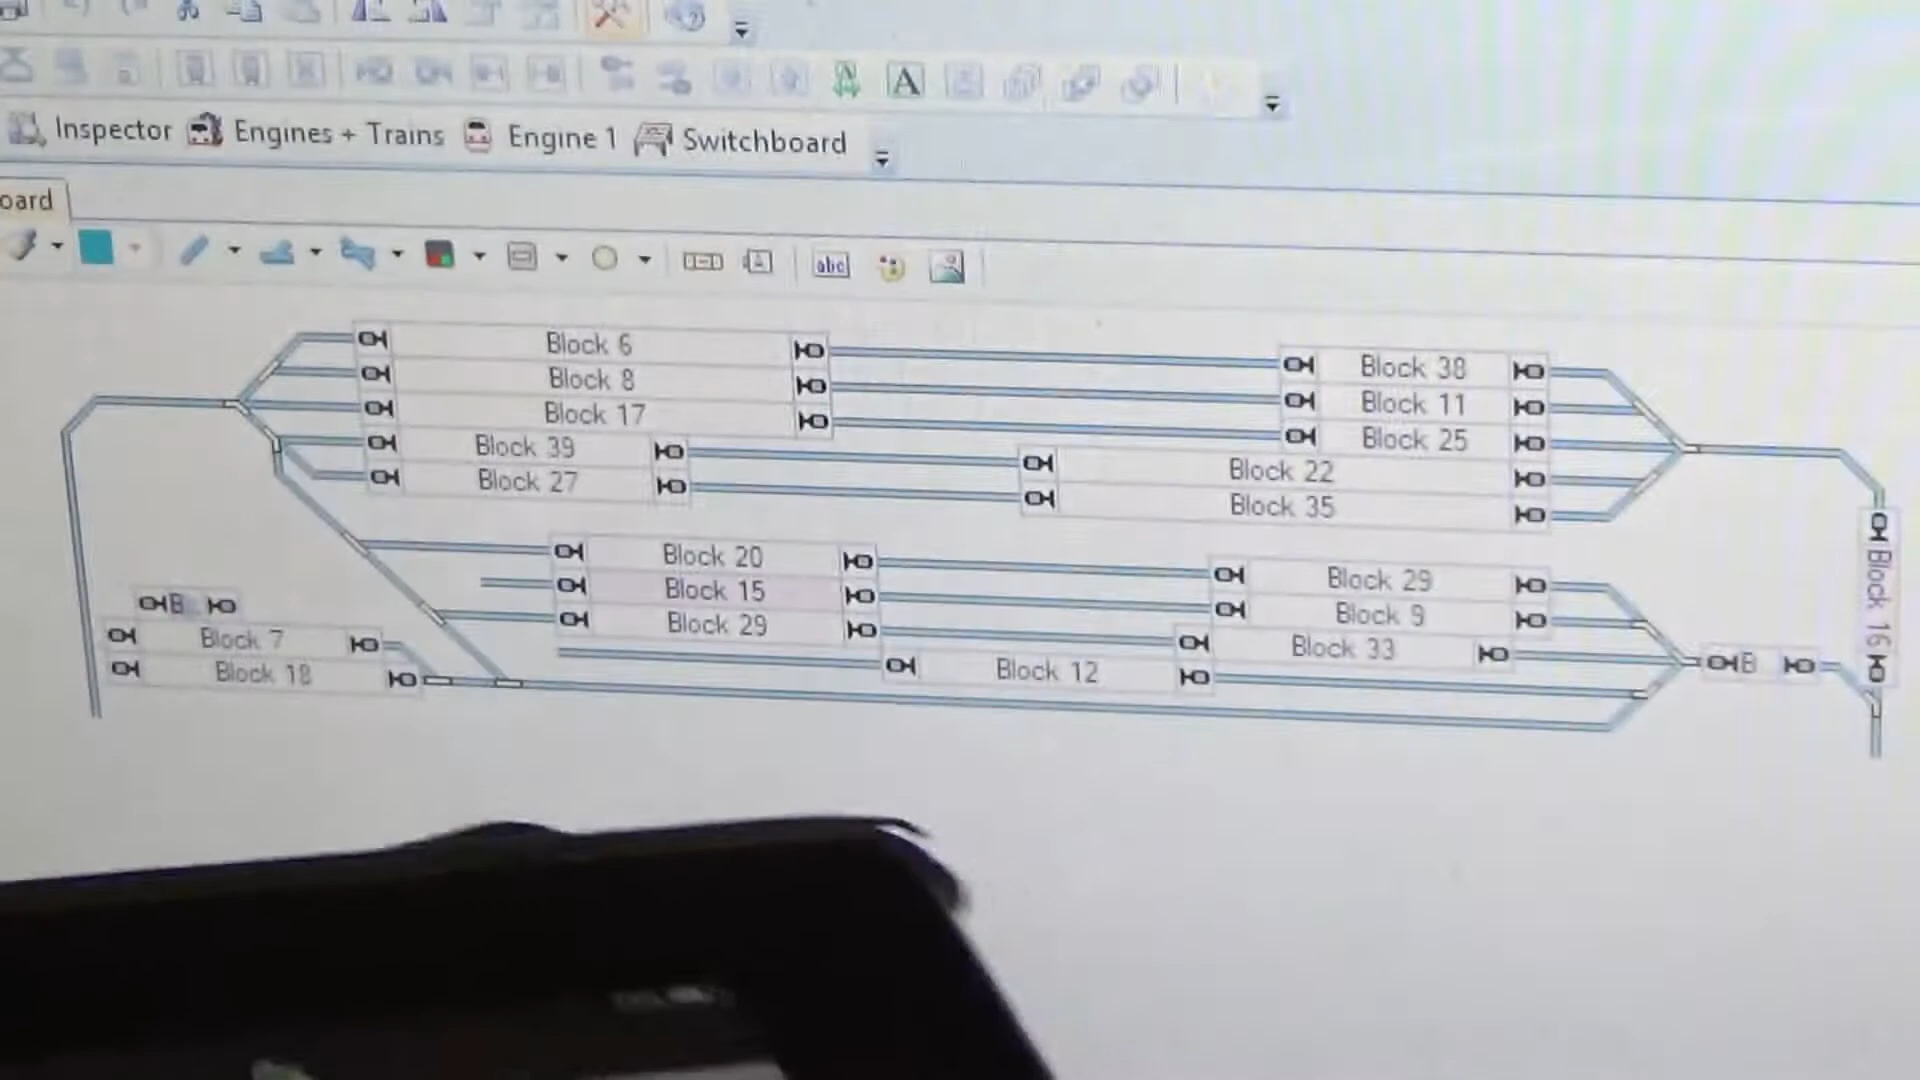 Inspector Engines + Trains Engine 1 Switchboard
oard
A
abc
Block 6
Block 38
Block 8
Block 11
Block 17
Block 25
Block 39
Block 22
Block 27
Block 35
Block 20
Block 29
Block 15
Block 9
Block 29
Block 33
Block 12
B
Block 7
Block 18
B
Block 16